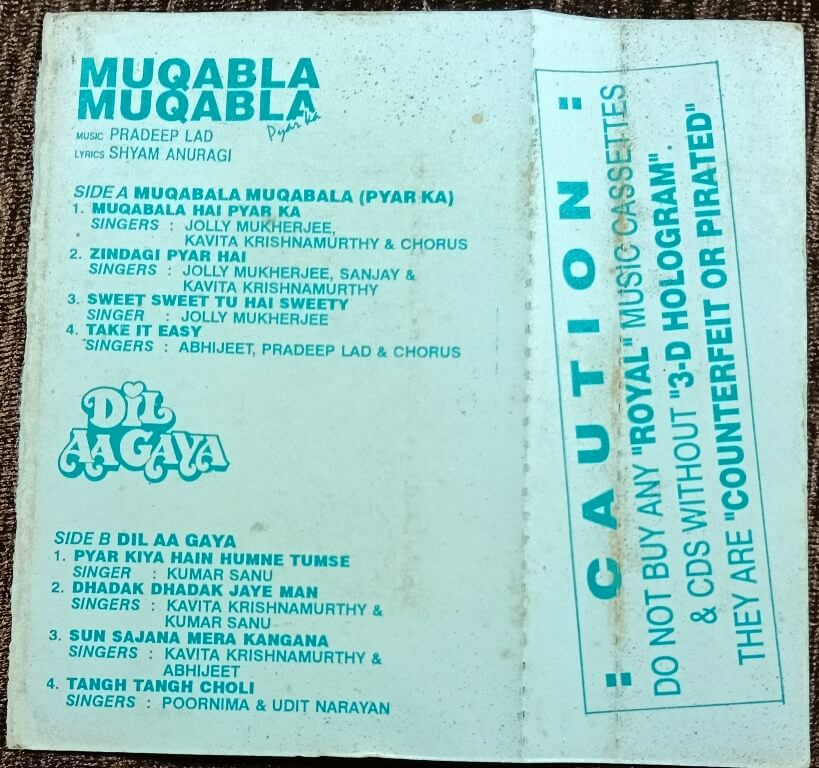 MUQABLA
MUQABLA
Pyar ka
MUSIC PRADEEP LAD
LYRICS SHYAM ANURAGI
SIDE A MUQABALA MUQABALA (PYAR KA)
1. MUQABALA HAI PYAR KA
SINGERS : JOLLY MUKHERJEE,
KAVITA KRISHNAMURTHY & CHORUS
2. ZINDAGI PYAR HAI
SINGERS : JOLLY MUKHERJEE, SANJAY &
KAVITA KRISHNAMURTHY
3. SWEET SWEET TU HAI SWEETY
SINGER : JOLLY MUKHERJEE
4. TAKE IT EASY
SINGERS : ABHIJEET, PRADEEP LAD & CHORUS
DIL
AA GAYA
SIDE B DIL AA GAYA
1. PYAR KIYA HAIN HUMNE TUMSE
SINGER : KUMAR SANU
2. DHADAK DHADAK JAYE MAN
SINGERS : KAVITA KRISHNAMURTHY &
KUMAR SANU
3. SUN SAJANA MERA KANGANA
SINGERS : KAVITA KRISHNAMURTHY &
ABHIJEET
4. TANGH TANGH CHOLI
SINGERS : POORNIMA & UDIT NARAYAN
" CAUTION "
DO NOT BUY ANY "ROYAL" MUSIC CASSETTES
& CDS WITHOUT "3-D HOLOGRAM".
THEY ARE "COUNTERFEIT OR PIRATED"